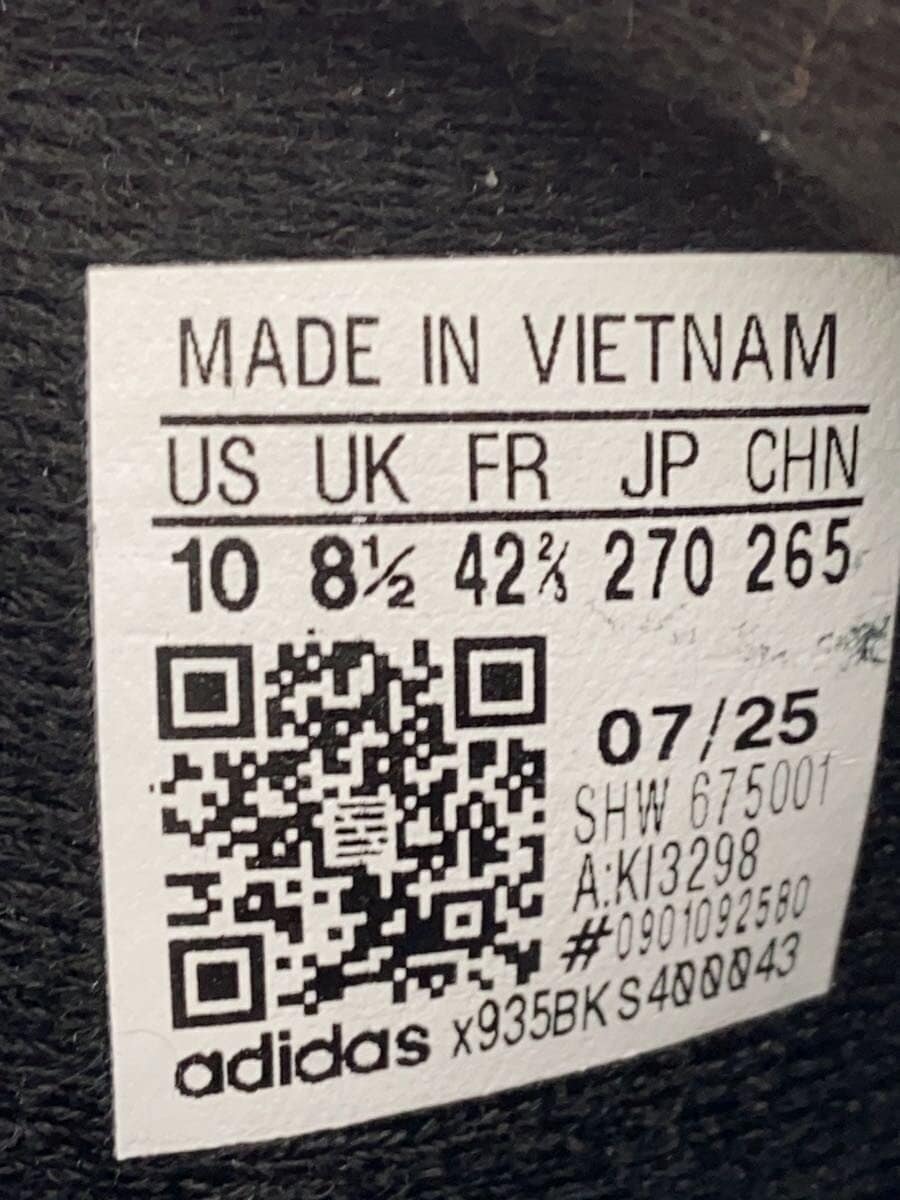 MADE IN VIETNAM
US UK FR JP CHN
10 8½ 42⅔ 270 265
07/25
SHW 675001
A:KI3298
#0901092580
adidas x935BKS400043